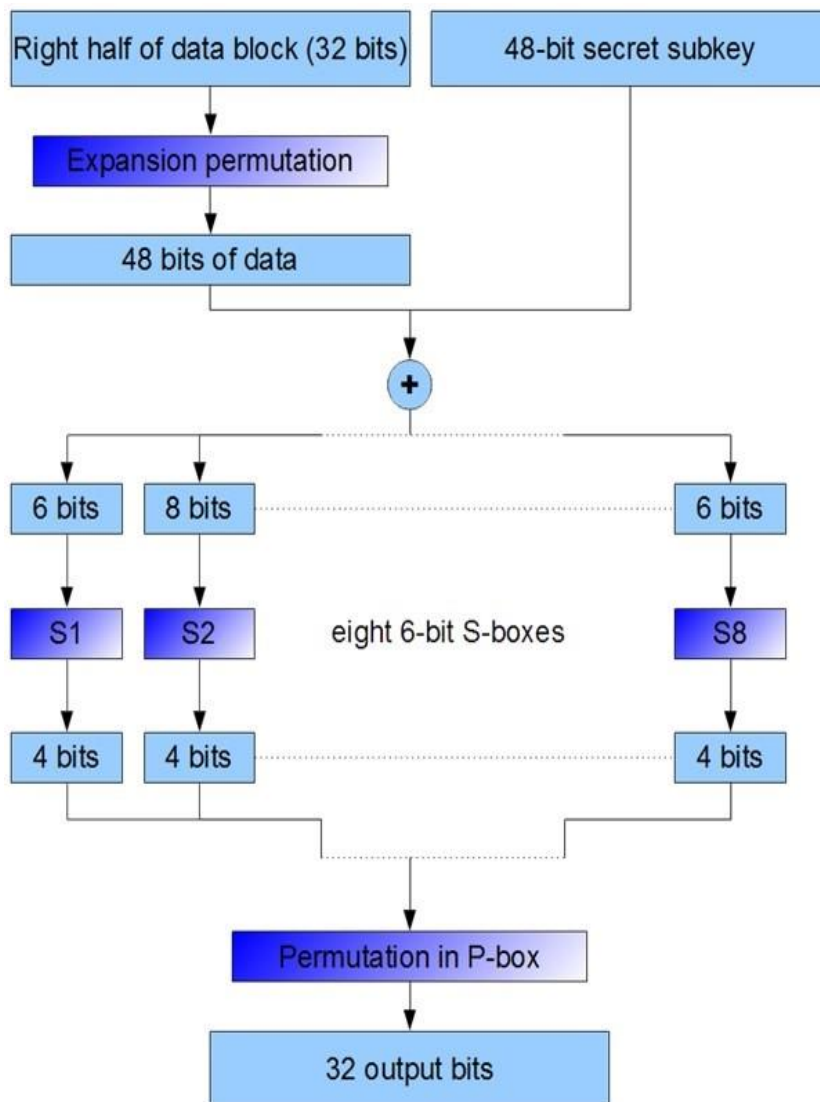 Right half of data block (32 bits)
48-bit secret subkey
Expansion permutation
48 bits of data
+
6 bits
8 bits
6 bits
S1
S2
eight 6-bit S-boxes
S8
4 bits
4 bits
4 bits
Permutation in P-box
32 output bits